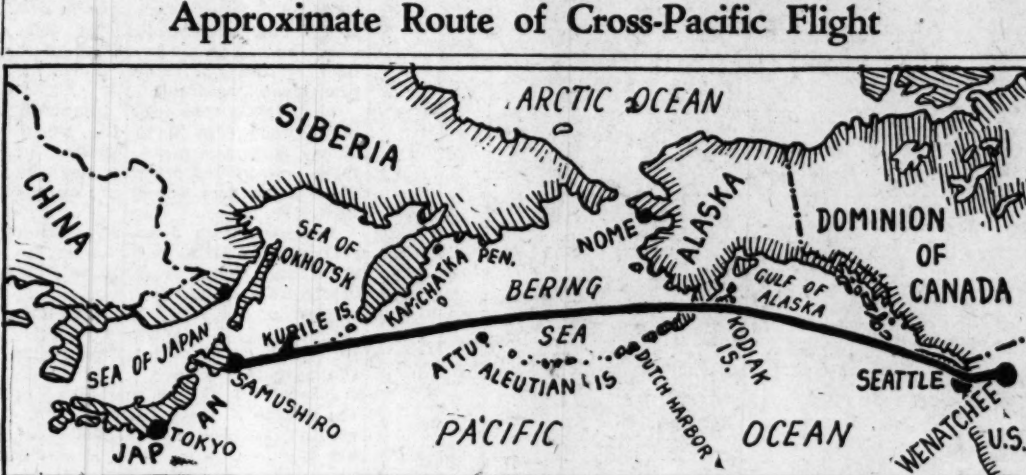 Approximate Route of Cross-Pacific Flight
ARCTIC OCEAN
SIBERIA
CHINA
SEA OF
OKHOTSK
KAMCHATKA PEN.
NOME
ALASKA
DOMINION
OF
CANADA
BERING
SEA
GULF OF
ALASKA
KURILE IS.
SEA OF JAPAN
SAMUSHIRO
ATTU
ALEUTIAN IS
DUTCH HARBOR
KODIAK
IS.
SEATTLE
WENATCHEE
U.S.
TOKYO
JAPAN
PACIFIC
OCEAN